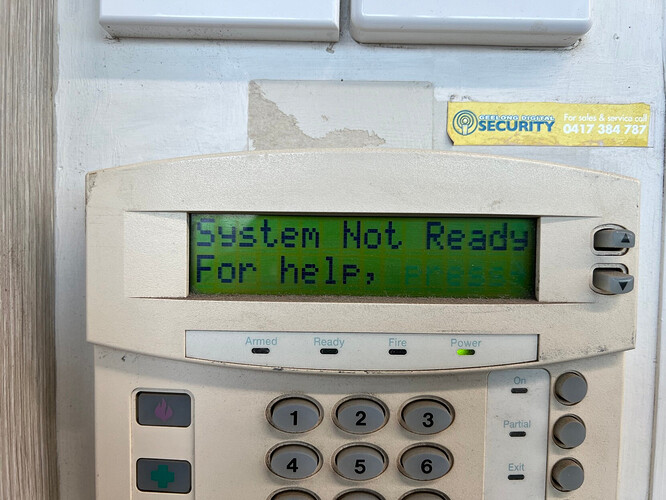 GEELONG DIGITAL
SECURITY
For sales & service call
0417 384 787
System Not Ready
For help, press
Armed Ready Fire Power
On
1 2 3
Partial
4 5 6
Exit